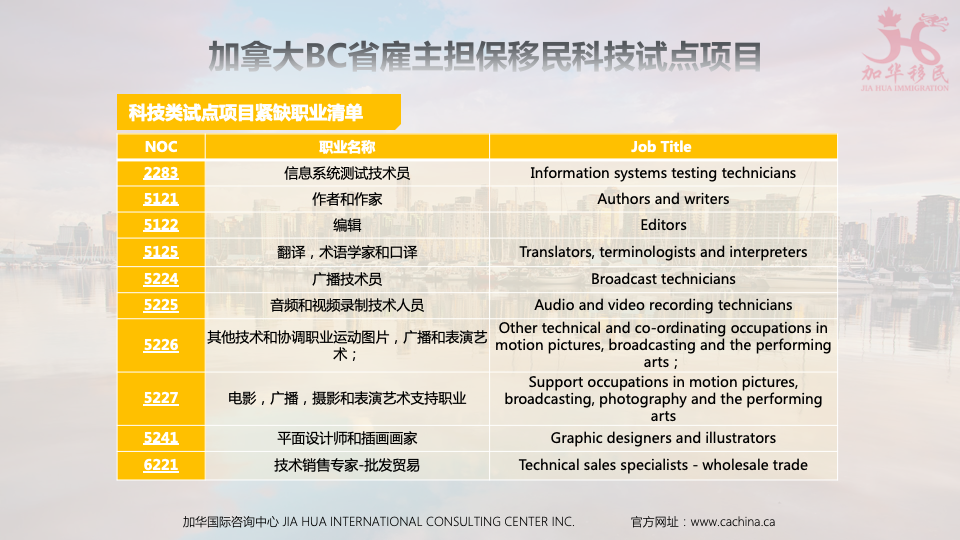 加拿大BC省雇主担保移民科技试点项目
加华移民
JIA HUA IMMIGRATION
科技类试点项目紧缺职业清单
NOC 职业名称 Job Title
2283 信息系统测试技术员 Information systems testing technicians
5121 作者和作家 Authors and writers
5122 编辑 Editors
5125 翻译，术语学家和口译 Translators, terminologists and interpreters
5224 广播技术员 Broadcast technicians
5225 音频和视频录制技术人员 Audio and video recording technicians
5226 其他技术和协调职业运动图片，广播和表演艺
术；
Other technical and co-ordinating occupations in
motion pictures, broadcasting and the performing
arts；
5227 电影，广播，摄影和表演艺术支持职业
Support occupations in motion pictures,
broadcasting, photography and the performing
arts
5241 平面设计师和插画画家 Graphic designers and illustrators
6221 技术销售专家-批发贸易 Technical sales specialists - wholesale trade
加华国际咨询中心 JIA HUA INTERNATIONAL CONSULTING CENTER INC. 官方网址：www.cachina.ca